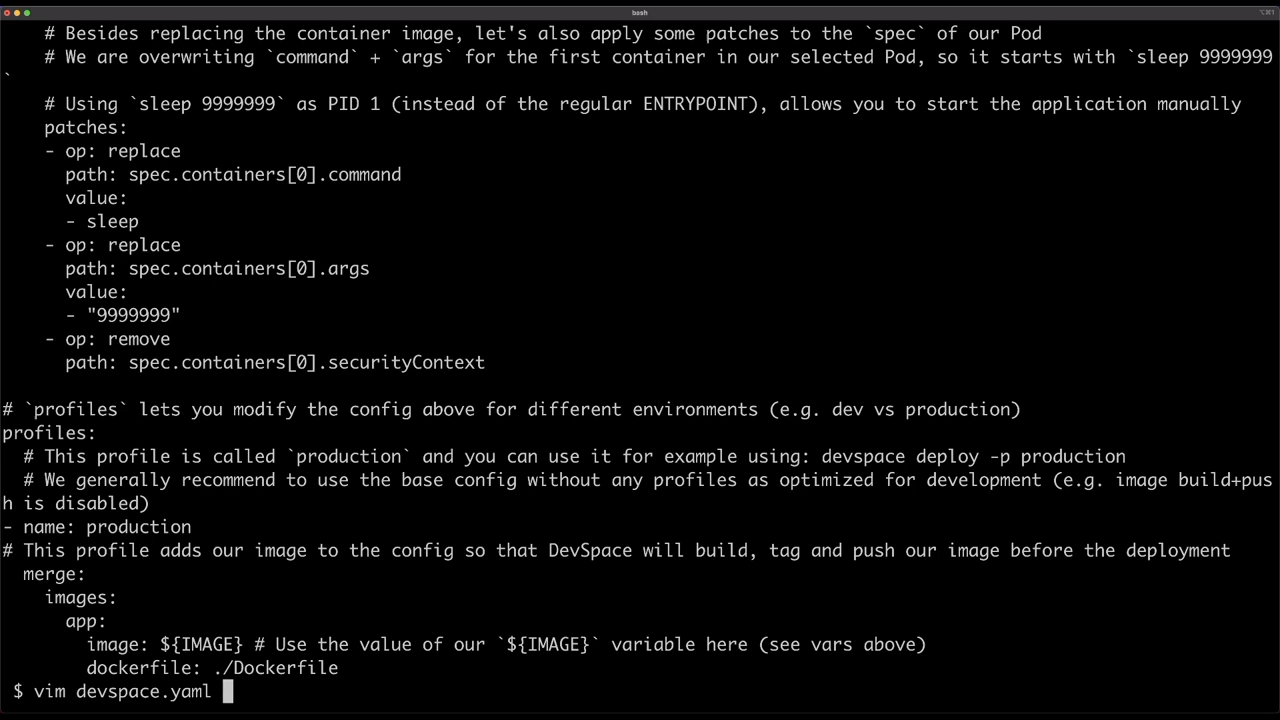 bash
⌥⌘1
    # Besides replacing the container image, let's also apply some patches to the `spec` of our Pod
    # We are overwriting `command` + `args` for the first container in our selected Pod, so it starts with `sleep 9999999
`
    # Using `sleep 9999999` as PID 1 (instead of the regular ENTRYPOINT), allows you to start the application manually
    patches:
    - op: replace
      path: spec.containers[0].command
      value:
      - sleep
    - op: replace
      path: spec.containers[0].args
      value:
      - "9999999"
    - op: remove
      path: spec.containers[0].securityContext

# `profiles` lets you modify the config above for different environments (e.g. dev vs production)
profiles:
  # This profile is called `production` and you can use it for example using: devspace deploy -p production
  # We generally recommend to use the base config without any profiles as optimized for development (e.g. image build+pus
h is disabled)
- name: production
# This profile adds our image to the config so that DevSpace will build, tag and push our image before the deployment
  merge:
    images:
      app:
        image: ${IMAGE} # Use the value of our `${IMAGE}` variable here (see vars above)
        dockerfile: ./Dockerfile
 $ vim devspace.yaml